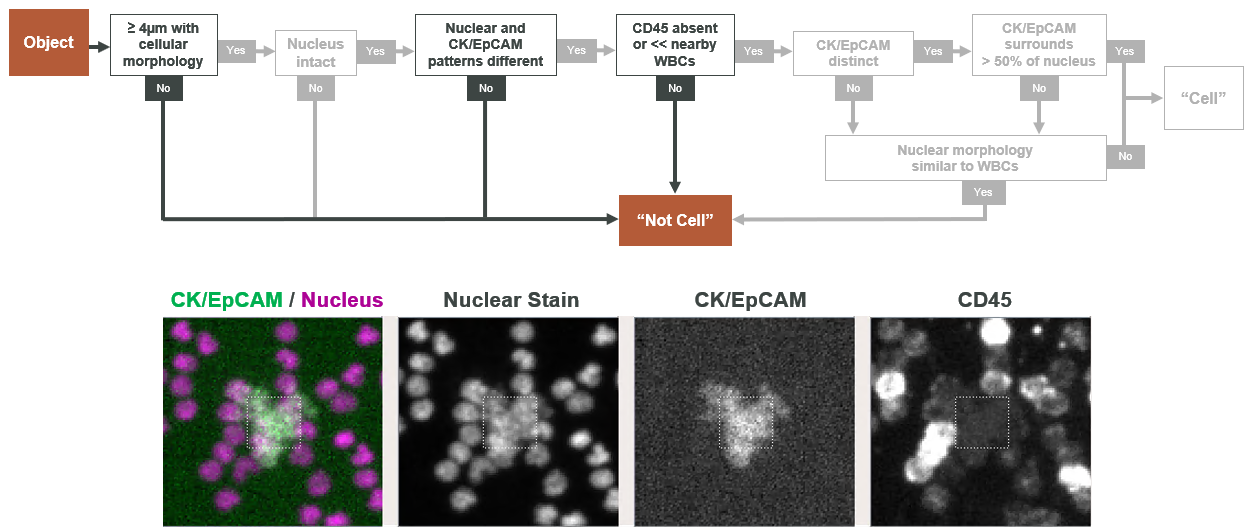 Object
≥ 4µm with
cellular
morphology
Yes
No
Nucleus
intact
Yes
Nuclear and
CK/EpCAM
patterns different
Yes
No
CD45 absent
or << nearby
WBCs
Yes
No
CK/EpCAM
distinct
Yes
No
CK/EpCAM
surrounds
> 50% of nucleus
Yes
No
“Cell”
Nuclear morphology
similar to WBCs
No
Yes
No
“Not Cell”
CK/EpCAM / Nucleus
Nuclear Stain
CK/EpCAM
CD45